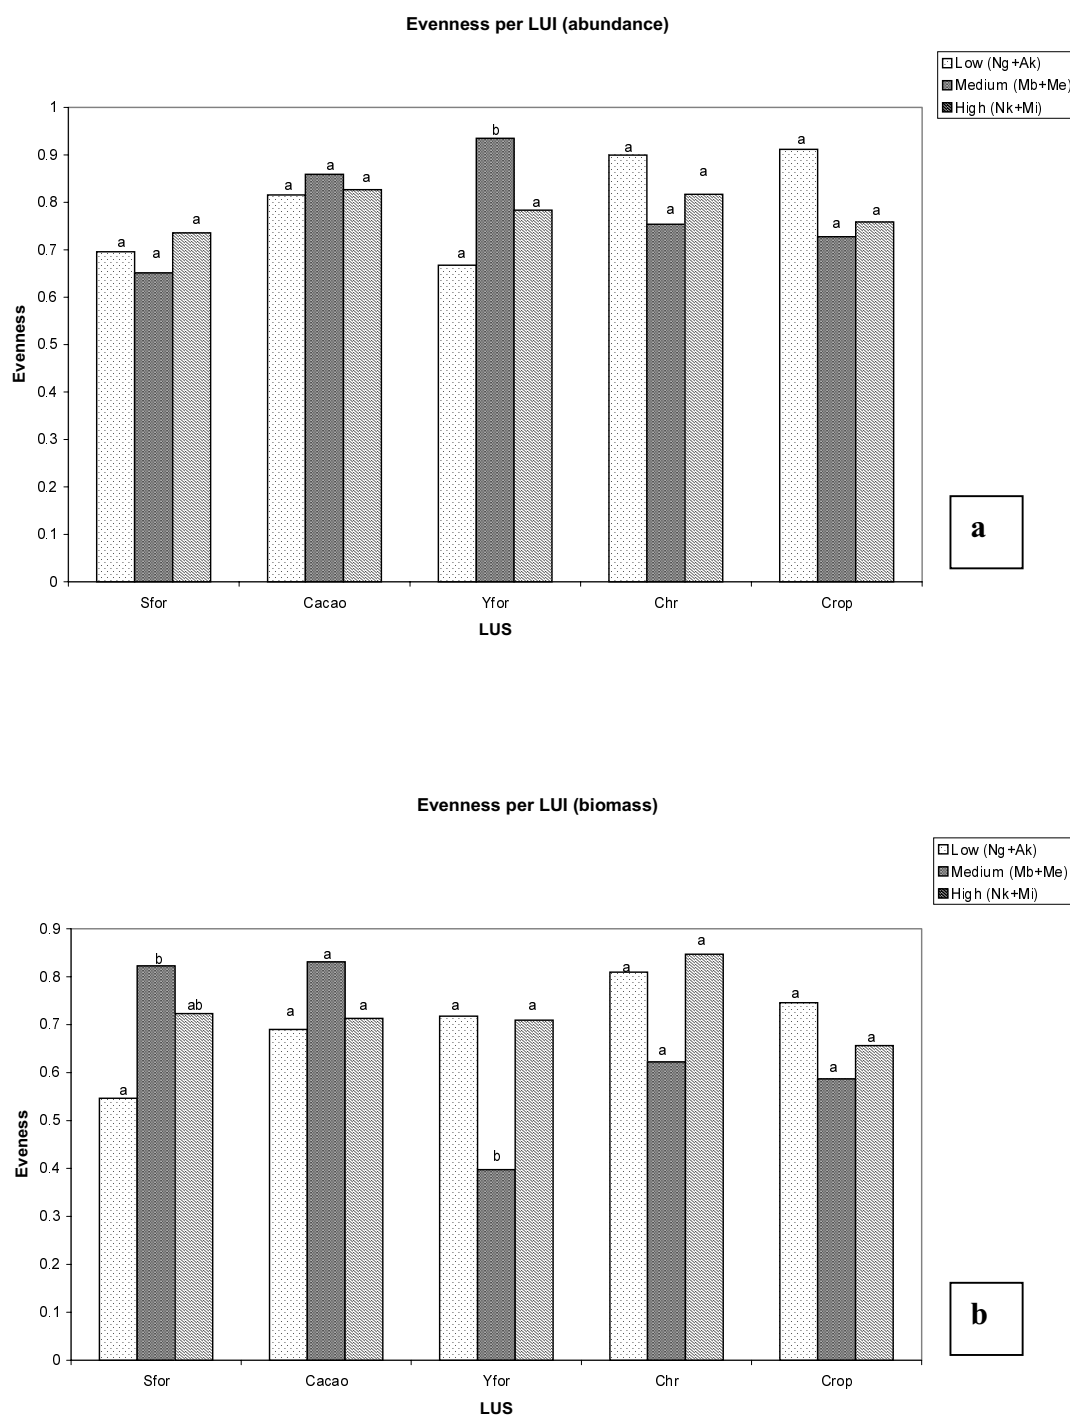 Evenness per LUI (abundance)
Low (Ng+Ak)
Medium (Mb+Me)
High (Nk+Mi)
1
0.9
0.8
0.7
0.6
0.5
0.4
0.3
0.2
0.1
0
Evenness
a a a
a a a
a b a
a a a
a a a
Sfor Cacao Yfor Chr Crop
LUS
a
Evenness per LUI (biomass)
Low (Ng+Ak)
Medium (Mb+Me)
High (Nk+Mi)
0.9
0.8
0.7
0.6
0.5
0.4
0.3
0.2
0.1
0
Eveness
a b ab
a a a
a b a
a a a
a a a
Sfor Cacao Yfor Chr Crop
LUS
b